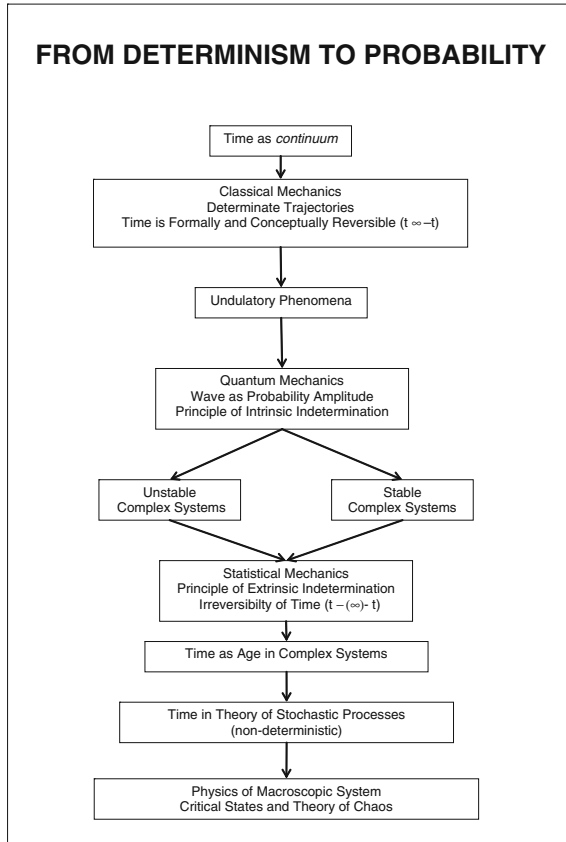 FROM DETERMINISM TO PROBABILITY
Time as continuum
Classical Mechanics
Determinate Trajectories
Time is Formally and Conceptually Reversible (t ∞ –t)
Undulatory Phenomena
Quantum Mechanics
Wave as Probability Amplitude
Principle of Intrinsic Indetermination
Unstable
Complex Systems
Stable
Complex Systems
Statistical Mechanics
Principle of Extrinsic Indetermination
Irreversibilty of Time (t – (∞)- t)
Time as Age in Complex Systems
Time in Theory of Stochastic Processes
(non-deterministic)
Physics of Macroscopic System
Critical States and Theory of Chaos